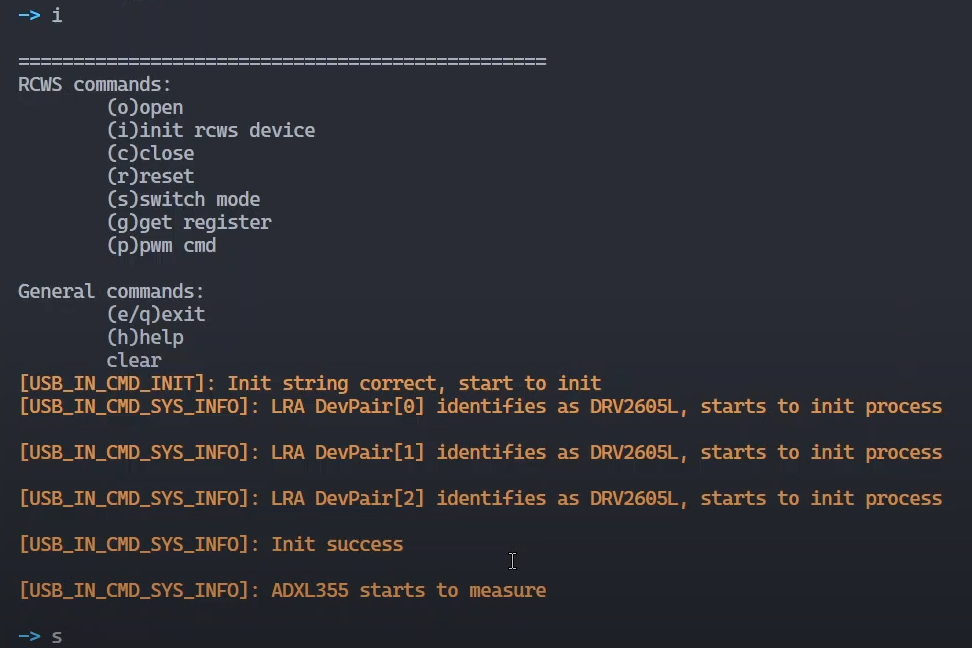 -> i
================================================
RCWS commands:
(o)open
(i)init rcws device
(c)close
(r)reset
(s)switch mode
(g)get register
(p)pwm cmd
General commands:
(e/q)exit
(h)help
clear
[USB_IN_CMD_INIT]: Init string correct, start to init
[USB_IN_CMD_SYS_INFO]: LRA DevPair[0] identifies as DRV2605L, starts to init process
[USB_IN_CMD_SYS_INFO]: LRA DevPair[1] identifies as DRV2605L, starts to init process
[USB_IN_CMD_SYS_INFO]: LRA DevPair[2] identifies as DRV2605L, starts to init process
[USB_IN_CMD_SYS_INFO]: Init success
[USB_IN_CMD_SYS_INFO]: ADXL355 starts to measure
-> s